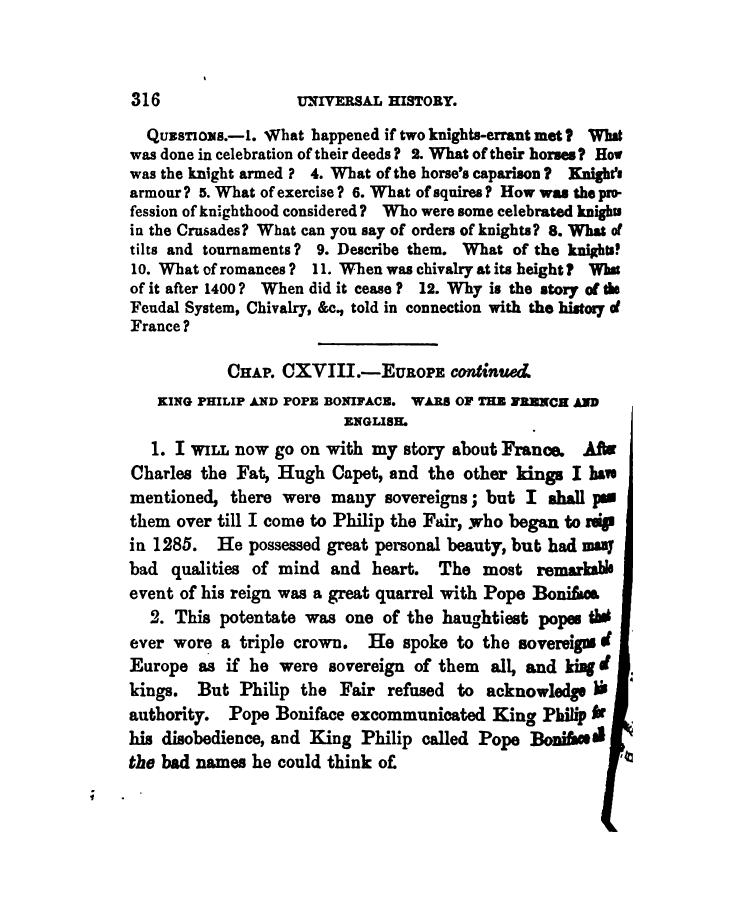 316 UNIVERSAL HISTORY.
QUESTIONS.—1. What happened if two knights-errant met? What
was done in celebration of their deeds? 2. What of their horses? How
was the knight armed? 4. What of the horse's caparison? Knight's
armour? 5. What of exercise? 6. What of squires? How was the pro-
fession of knighthood considered? Who were some celebrated knights
in the Crusades? What can you say of orders of knights? 8. What of
tilts and tournaments? 9. Describe them. What of the knights?
10. What of romances? 11. When was chivalry at its height? What
of it after 1400? When did it cease? 12. Why is the story of the
Feudal System, Chivalry, &c., told in connection with the history of
France?
CHAP. CXVIII.—EUROPE continued.
KING PHILIP AND POPE BONIFACE. WARS OF THE FRENCH AND
ENGLISH.
1. I WILL now go on with my story about France. After
Charles the Fat, Hugh Capet, and the other kings I have
mentioned, there were many sovereigns; but I shall pass
them over till I come to Philip the Fair, who began to reign
in 1285. He possessed great personal beauty, but had many
bad qualities of mind and heart. The most remarkable
event of his reign was a great quarrel with Pope Boniface.
2. This potentate was one of the haughtiest popes that
ever wore a triple crown. He spoke to the sovereigns of
Europe as if he were sovereign of them all, and king of
kings. But Philip the Fair refused to acknowledge his
authority. Pope Boniface excommunicated King Philip for
his disobedience, and King Philip called Pope Boniface all
the bad names he could think of.